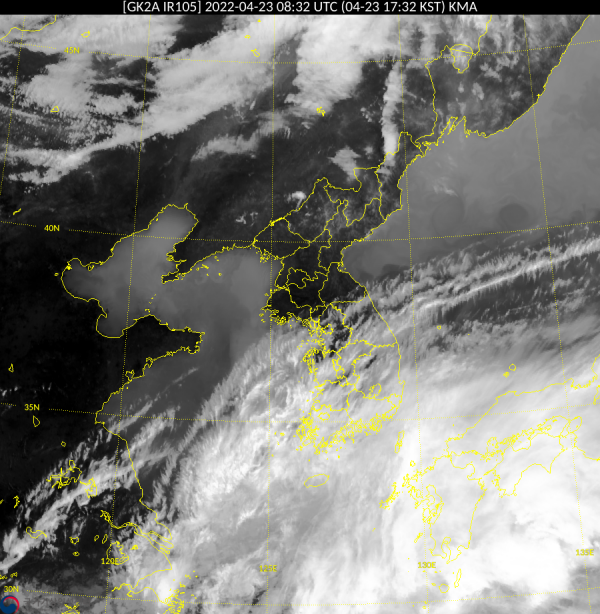 [GK2A IR105] 2022-04-23 08:32 UTC (04-23 17:32 KST) KMA
45N
40N
35N
120E
125E
130E
135E
30N